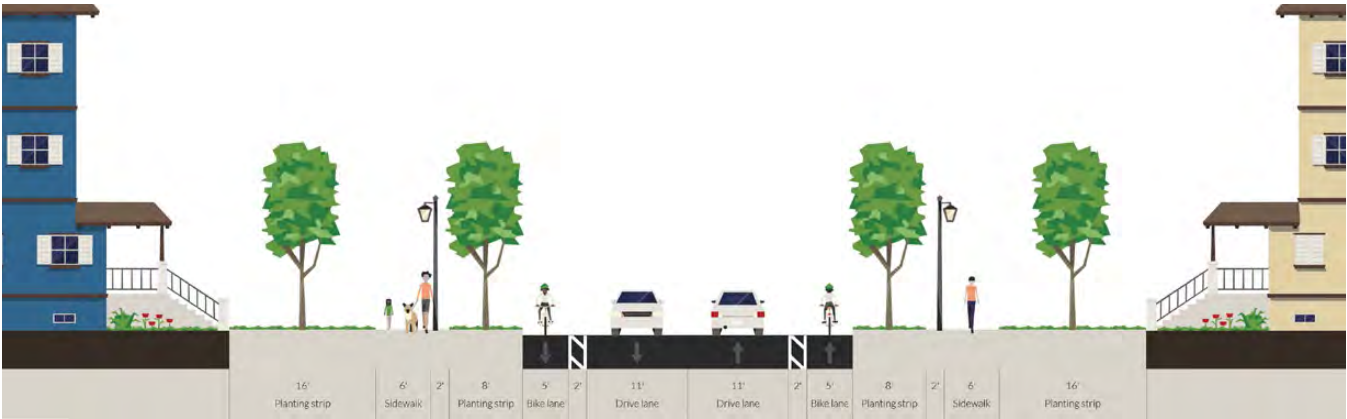 16' 6' 2' 8' 5' 2' 11' 11' 2' 5' 8' 2' 6' 16'
Planting strip Sidewalk Planting strip Bike lane Drive lane Drive lane Bike lane Planting strip Sidewalk Planting strip